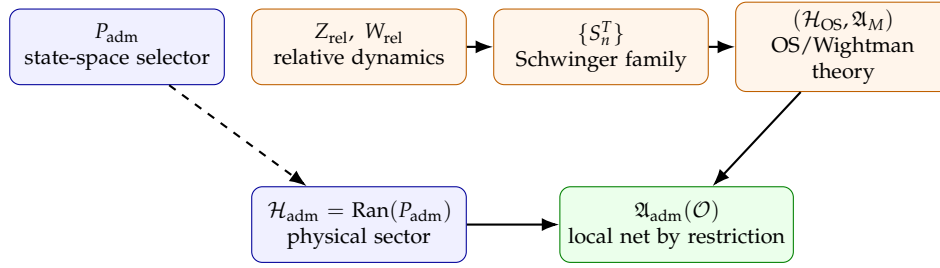 P_adm
state-space selector
Z_rel, W_rel
relative dynamics
{S_n^T}
Schwinger family
(ℋ_OS, 𝔄_M)
OS/Wightman
theory
ℋ_adm = Ran(P_adm)
physical sector
𝔄_adm(𝒪)
local net by restriction